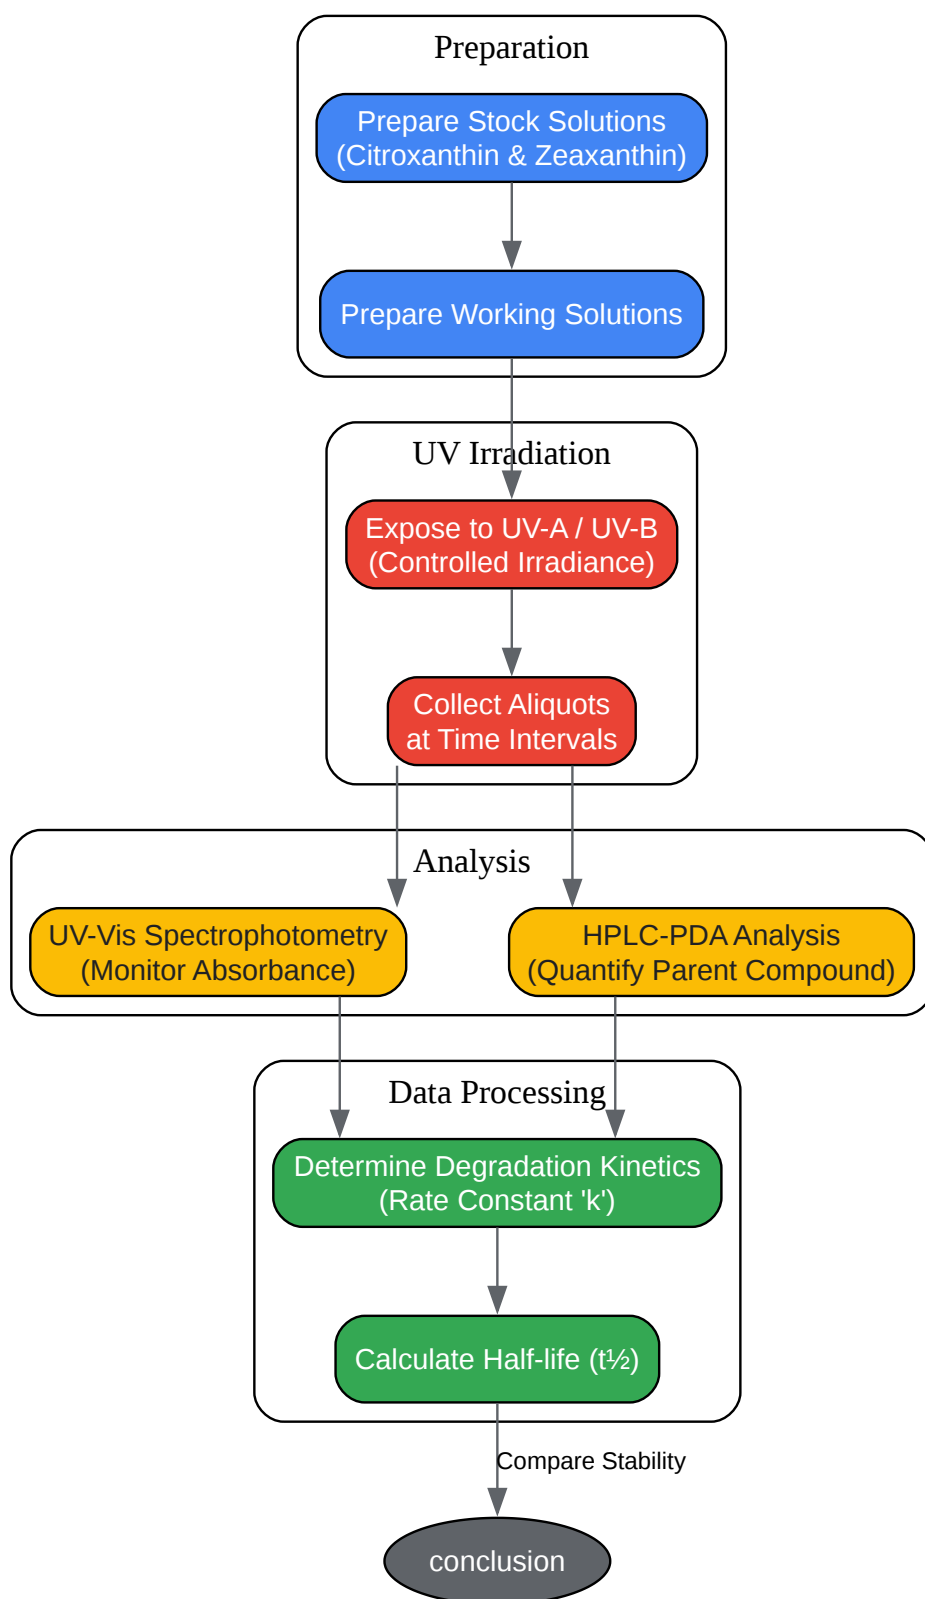 Preparation
Prepare Stock Solutions
(Citroxanthin & Zeaxanthin)
Prepare Working Solutions
UV Irradiation
Expose to UV-A / UV-B
(Controlled Irradiance)
Collect Aliquots
at Time Intervals
Analysis
UV-Vis Spectrophotometry
(Monitor Absorbance)
HPLC-PDA Analysis
(Quantify Parent Compound)
Data Processing
Determine Degradation Kinetics
(Rate Constant 'k')
Calculate Half-life (t½)
Compare Stability
conclusion